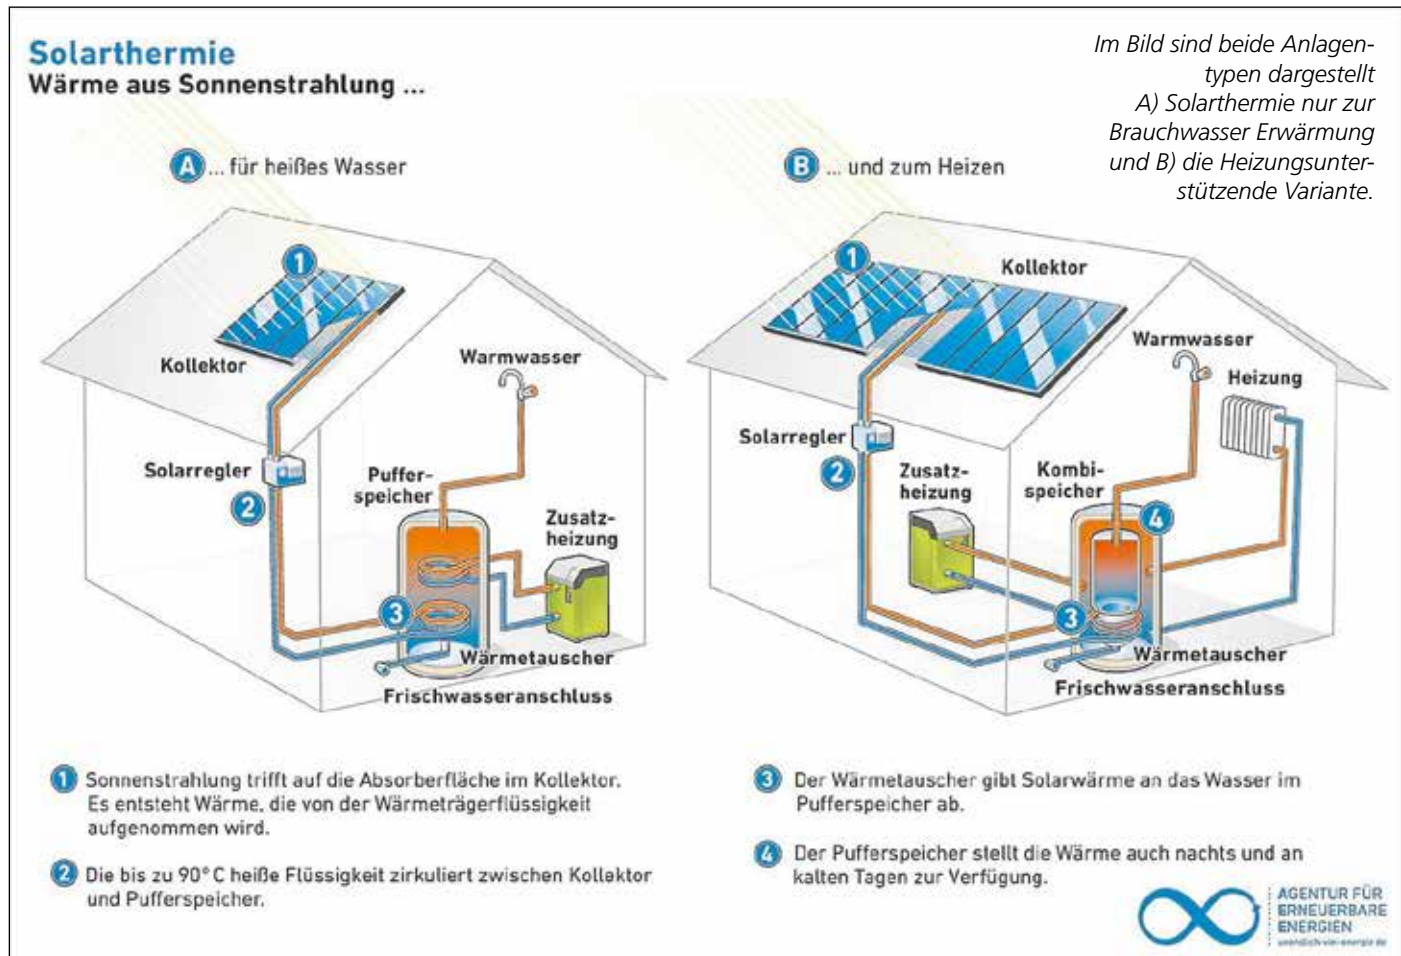 Solarthermie
Wärme aus Sonnenstrahlung ...
Im Bild sind beide Anlagen-
typen dargestellt
A) Solarthermie nur zur
Brauchwasser Erwärmung
und B) die Heizungsunter-
stützende Variante.
A ... für heißes Wasser
1
Kollektor
Warmwasser
Solarregler
2
Puffer-
speicher
Zusatz-
heizung
3
Wärmetauscher
Frischwasseranschluss
B ... und zum Heizen
1
Kollektor
Warmwasser
Heizung
Solarregler
2
Zusatz-
heizung
Kombi-
speicher
4
3
Wärmetauscher
Frischwasseranschluss
1 Sonnenstrahlung trifft auf die Absorberfläche im Kollektor.
Es entsteht Wärme, die von der Wärmeträgerflüssigkeit
aufgenommen wird.
2 Die bis zu 90°C heiße Flüssigkeit zirkuliert zwischen Kollektor
und Pufferspeicher.
3 Der Wärmetauscher gibt Solarwärme an das Wasser im
Pufferspeicher ab.
4 Der Pufferspeicher stellt die Wärme auch nachts und an
kalten Tagen zur Verfügung.
AGENTUR FÜR
ERNEUERBARE
ENERGIEN
unendlich-viel-energie.de